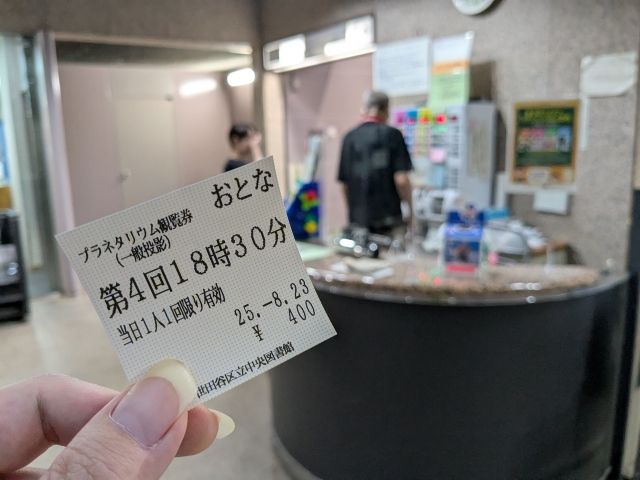 おとな
プラネタリウム観覧券
(一般投影)
第4回18時30分
当日1人1回限り有効
25.-8.23
￥ 400
世田谷区立中央図書館